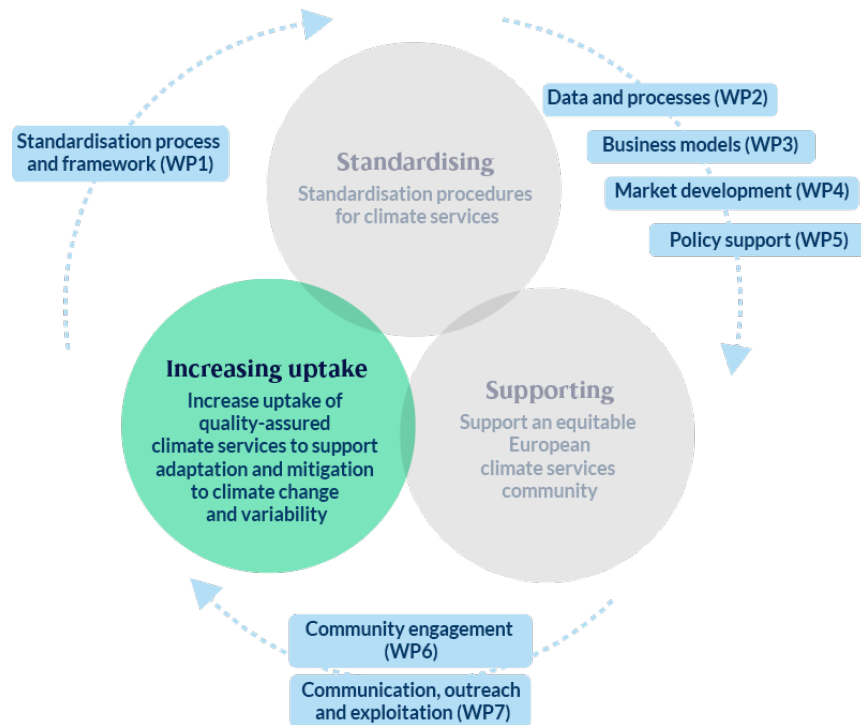 Standardisation process
and framework (WP1)
Standardising
Standardisation procedures
for climate services
Data and processes (WP2)
Business models (WP3)
Market development (WP4)
Policy support (WP5)
Increasing uptake
Increase uptake of
quality-assured
climate services to support
adaptation and mitigation
to climate change
and variability
Supporting
Support an equitable
European
climate services
community
Community engagement
(WP6)
Communication, outreach
and exploitation (WP7)